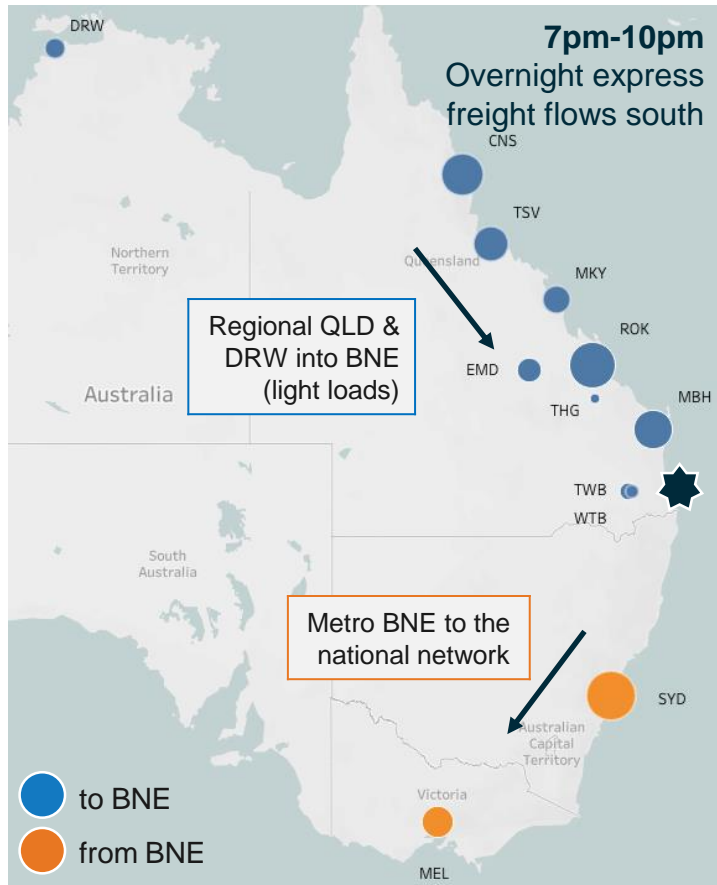 7pm-10pm
Overnight express
freight flows south
DRW
CNS
TSV
Northern
Territory
Queensland
MKY
Regional QLD &
DRW into BNE
(light loads)
ROK
EMD
Australia
THG
MBH
TWB
WTB
South
Australia
Metro BNE to the
national network
SYD
Australian
Capital
Territory
to BNE
Victoria
from BNE
MEL